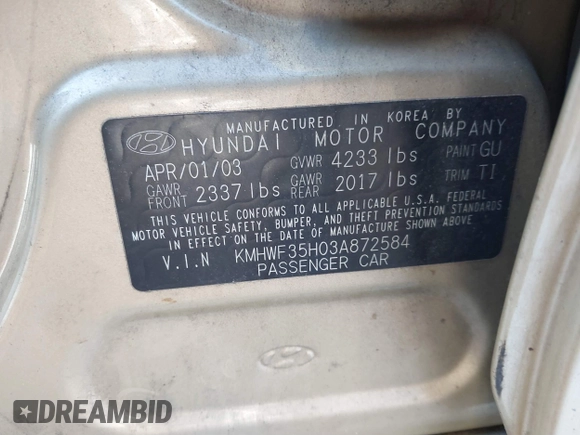 MANUFACTURED IN KOREA BY
HYUNDAI MOTOR COMPANY
APR/01/03 GVWR 4233 lbs PAINT GU
GAWR FRONT 2337 lbs GAWR REAR 2017 lbs TRIM TI
THIS VEHICLE CONFORMS TO ALL APPLICABLE U.S.A. FEDERAL
MOTOR VEHICLE SAFETY, BUMPER, AND THEFT PREVENTION STANDARDS
IN EFFECT ON THE DATE OF MANUFACTURE SHOWN ABOVE
V.I.N KMHWF35H03A872584
PASSENGER CAR
DREAMBID